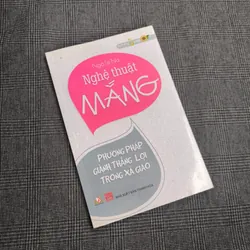 Nghệ thuật
MẮNG
PHƯƠNG PHÁP
GIÀNH THẮNG LỢI
TRONG XÃ GIAO